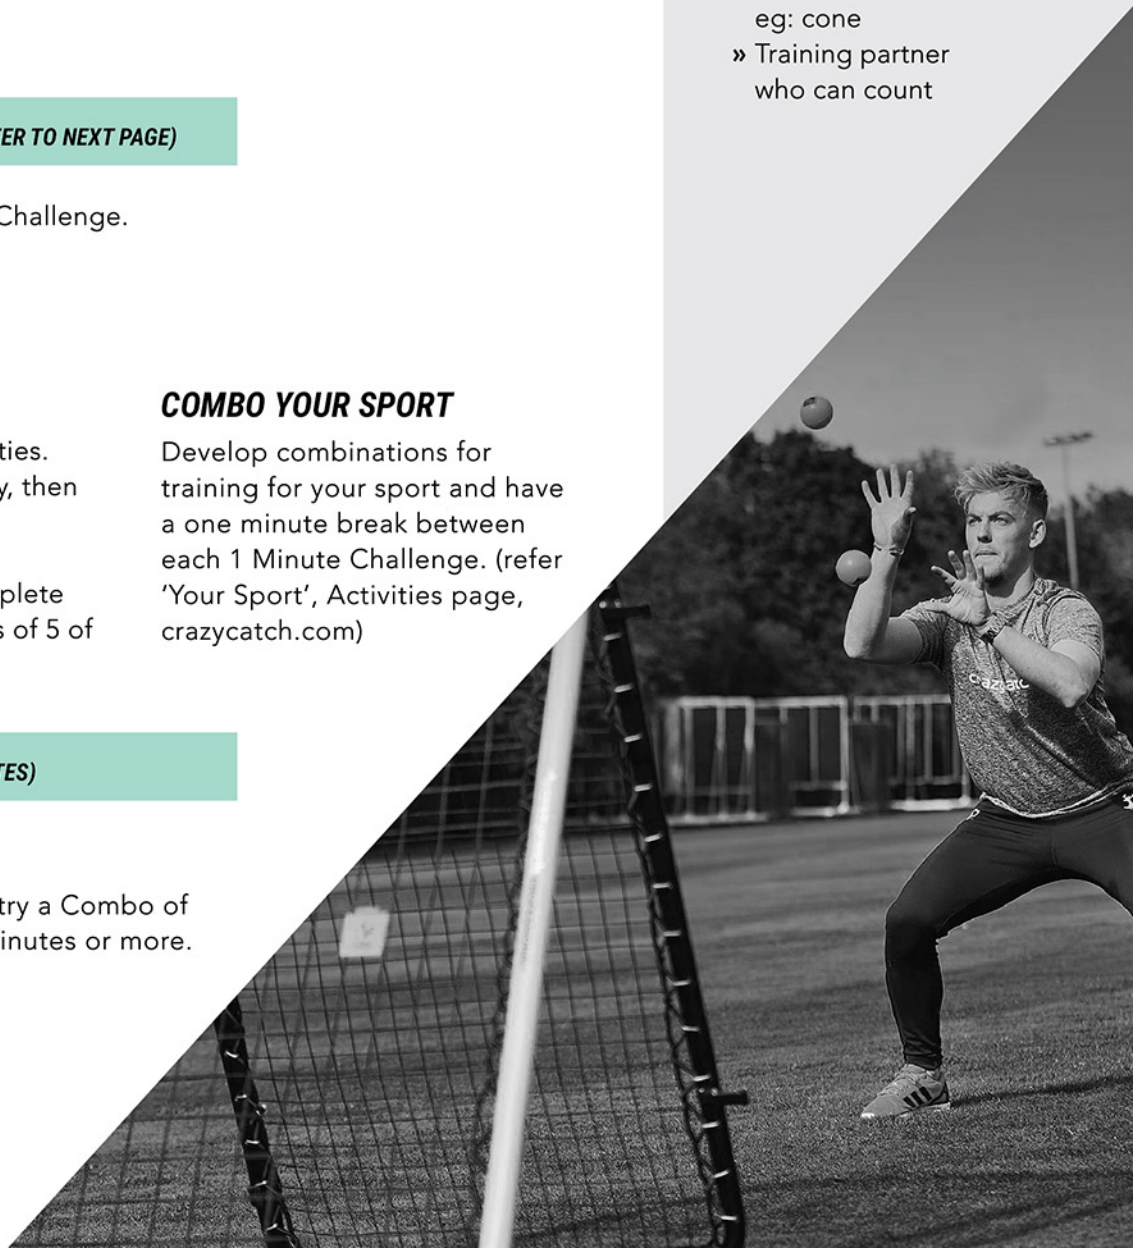 eg: cone
» Training partner
who can count
ER TO NEXT PAGE)
Challenge.
ties.
y, then
plete
s of 5 of
COMBO YOUR SPORT
Develop combinations for
training for your sport and have
a one minute break between
each 1 Minute Challenge. (refer
'Your Sport', Activities page,
crazycatch.com)
TES)
try a Combo of
inutes or more.